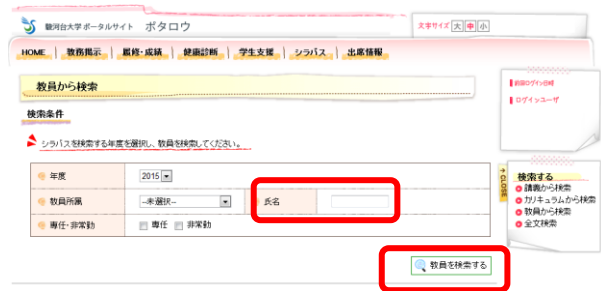 駿河台大学 ポータルサイト ポタロウ
文字サイズ 大 中 小
HOME 教務掲示 履修・成績 健康診断 学生支援 シラバス 出席情報
教員から検索
前回ログイン日時
ログインユーザ
検索条件
シラバスを検索する年度を選択し、教員を検索してください。
年度 2015
教員所属 --未選択-- 氏名
専任・非常勤 専任 非常勤
教員を検索する
CLOSE
検索する
講義から検索
カリキュラムから検索
教員から検索
全文検索